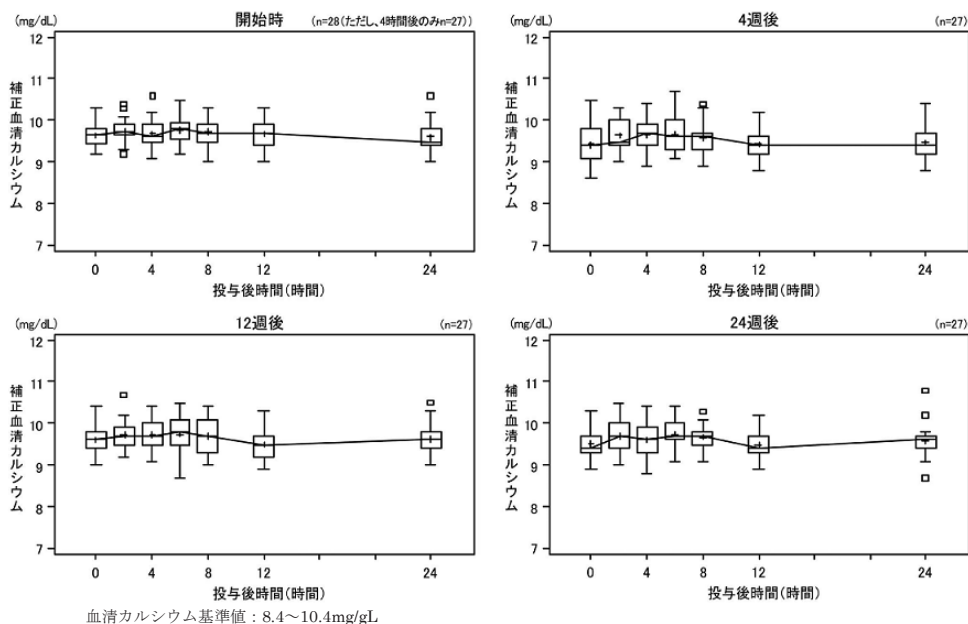 (mg/dL)
開始時
(n=28(ただし、4時間後のみn=27))
12
11
10
9
8
7
補正血清カルシウム
0
4
8
12
24
投与後時間(時間)
(mg/dL)
4週後
(n=27)
12
11
10
9
8
7
補正血清カルシウム
0
4
8
12
24
投与後時間(時間)
(mg/dL)
12週後
(n=27)
12
11
10
9
8
7
補正血清カルシウム
0
4
8
12
24
投与後時間(時間)
(mg/dL)
24週後
(n=27)
12
11
10
9
8
7
補正血清カルシウム
0
4
8
12
24
投与後時間(時間)
血清カルシウム基準値：8.4～10.4mg/gL